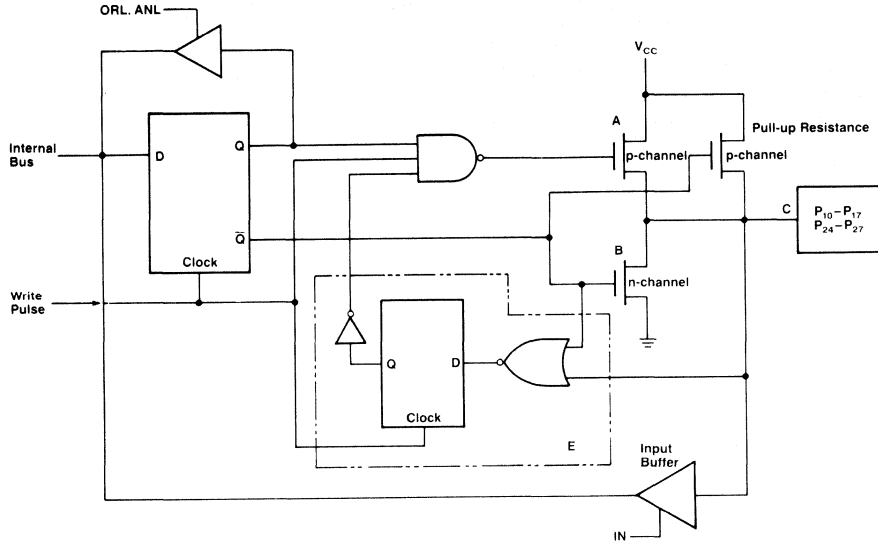 ORL. ANL
V_CC
A
Pull-up Resistance
Internal
Bus
D
Q
p-channel
p-channel
C
P₁₀–P₁₇
P₂₄–P₂₇
Q̅
B
Clock
n-channel
Write
Pulse
Q
D
Clock
E
Input
Buffer
IN